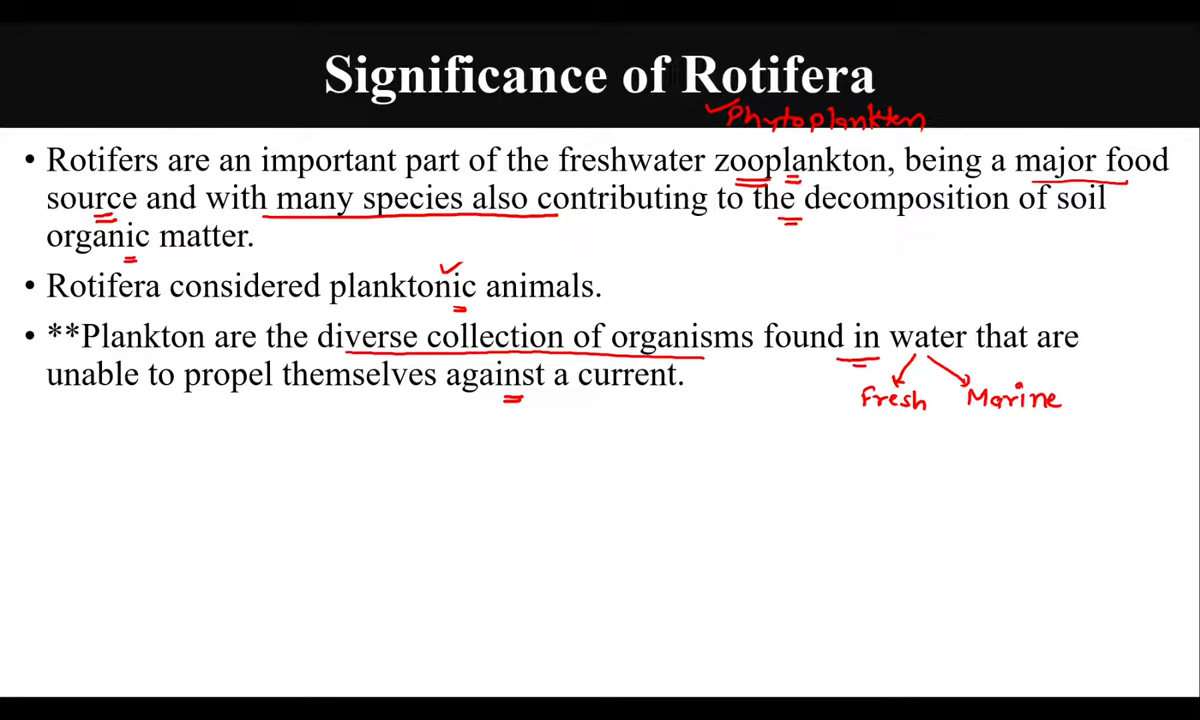 Significance of Rotifera
Phytoplankton
• Rotifers are an important part of the freshwater zooplankton, being a major food
source and with many species also contributing to the decomposition of soil
organic matter.
• Rotifera considered planktonic animals.
• **Plankton are the diverse collection of organisms found in water that are
unable to propel themselves against a current.
Fresh Marine